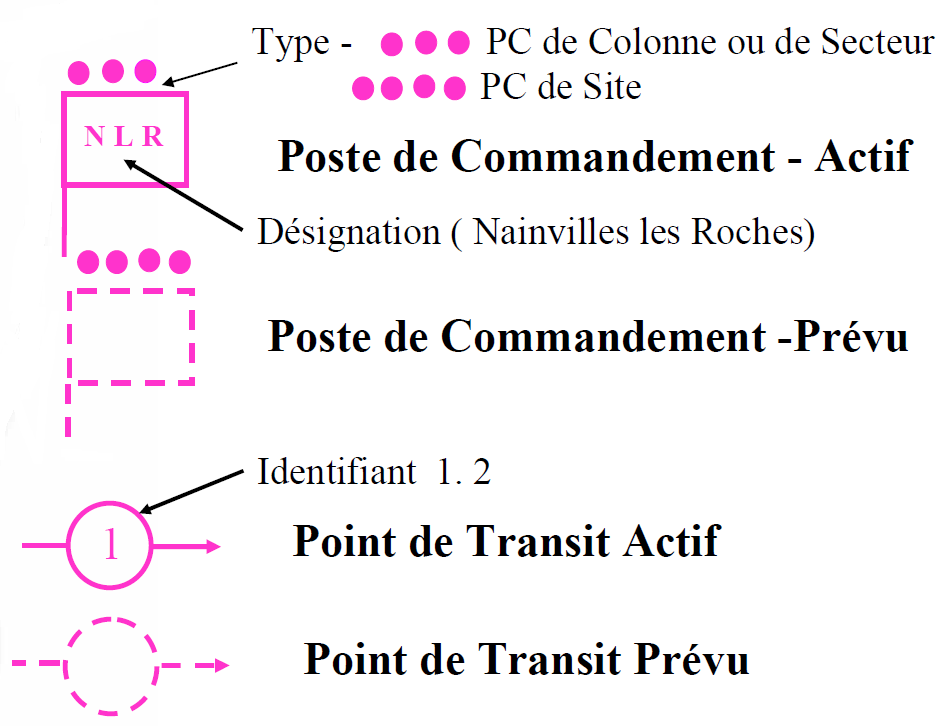 Type - PC de Colonne ou de Secteur
PC de Site
N L R
Poste de Commandement - Actif
Désignation ( Nainvilles les Roches)
Poste de Commandement -Prévu
Identifiant 1. 2
1
Point de Transit Actif
Point de Transit Prévu